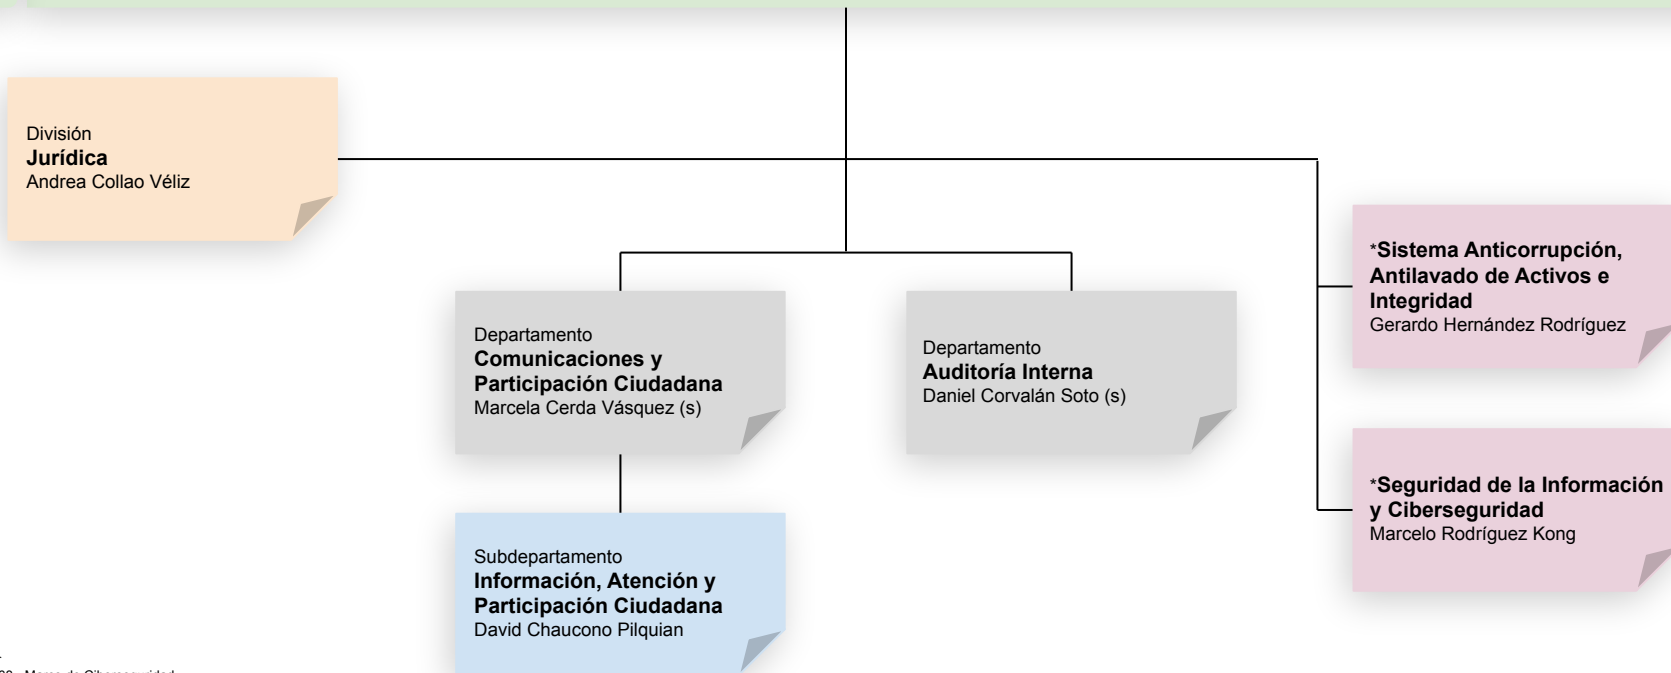 División
Jurídica
Andrea Collao Véliz
*Sistema Anticorrupción,
Antilavado de Activos e
Integridad
Gerardo Hernández Rodríguez
Departamento
Comunicaciones y
Participación Ciudadana
Marcela Cerda Vásquez (s)
Departamento
Auditoría Interna
Daniel Corvalán Soto (s)
*Seguridad de la Información
y Ciberseguridad
Marcelo Rodríguez Kong
Subdepartamento
Información, Atención y
Participación Ciudadana
David Chaucono Pilquian